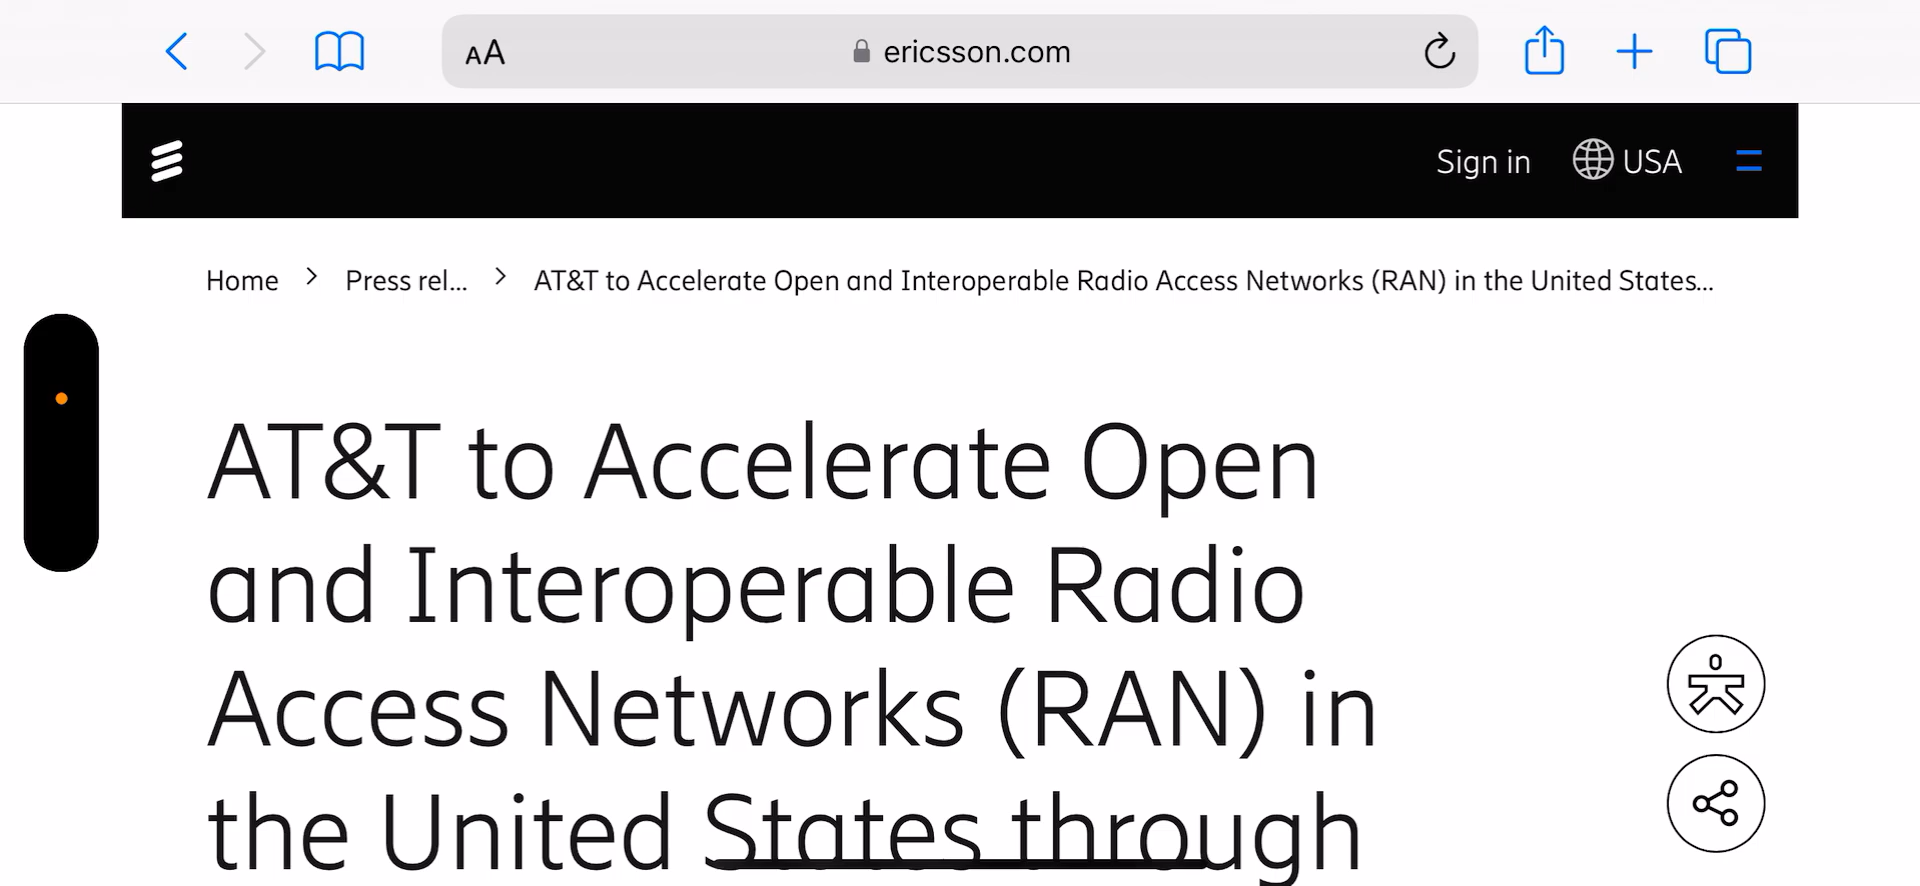 AA ericsson.com
Sign in USA
Home > Press rel... > AT&T to Accelerate Open and Interoperable Radio Access Networks (RAN) in the United States...
AT&T to Accelerate Open
and Interoperable Radio
Access Networks (RAN) in
the United States through